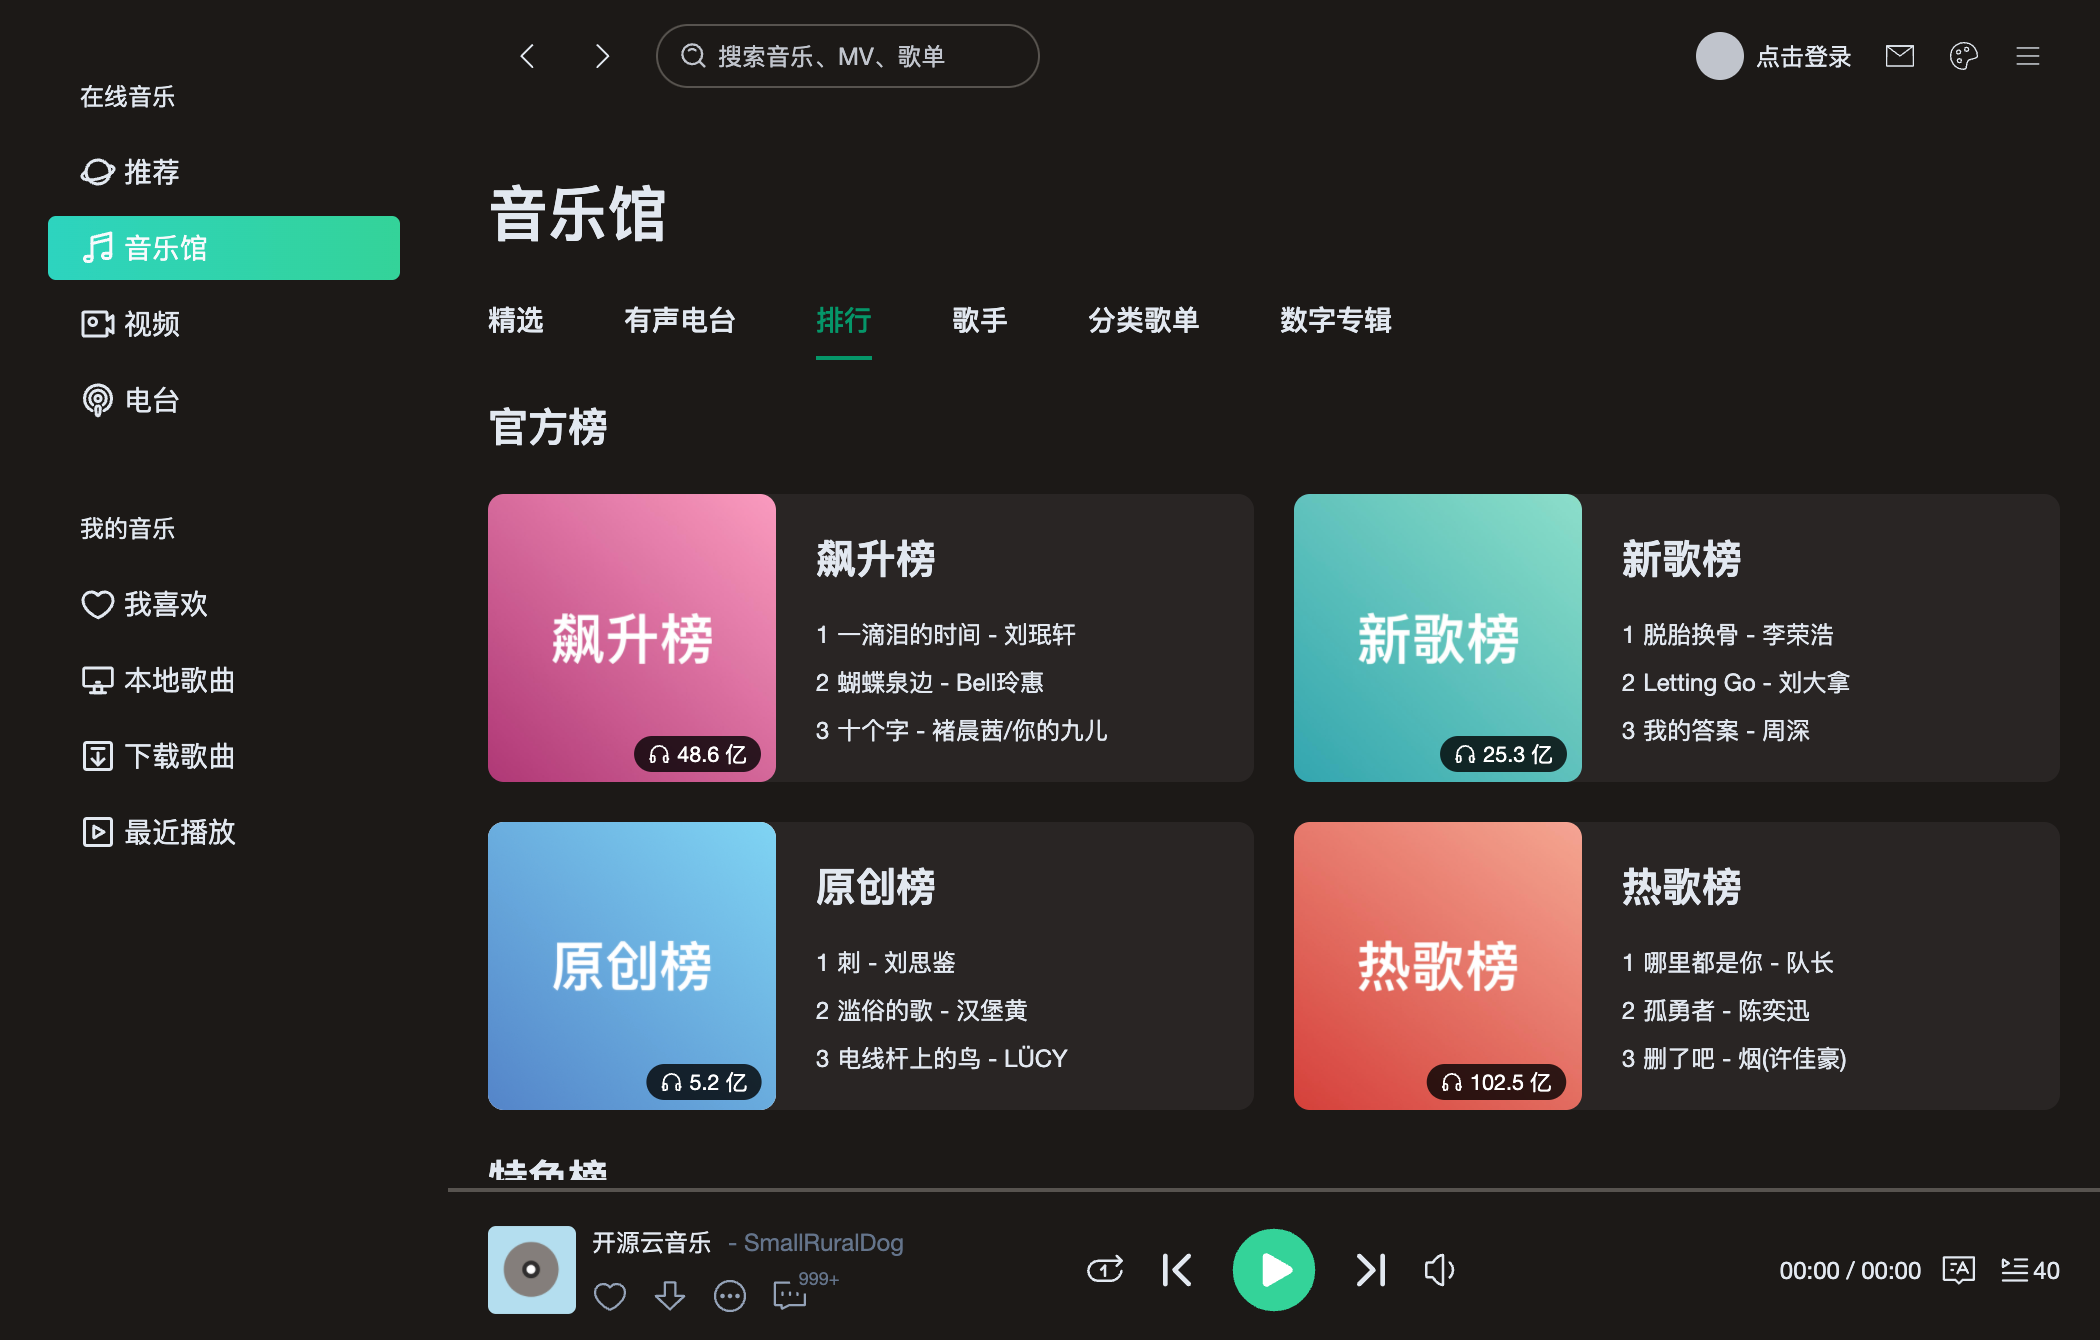 搜索音乐、MV、歌单
点击登录
在线音乐
推荐
音乐馆
视频
电台
我的音乐
我喜欢
本地歌曲
下载歌曲
最近播放
音乐馆
精选
有声电台
排行
歌手
分类歌单
数字专辑
官方榜
飙升榜
48.6 亿
飙升榜
1 一滴泪的时间 - 刘珉轩
2 蝴蝶泉边 - Bell玲惠
3 十个字 - 褚晨茜/你的九儿
新歌榜
25.3 亿
新歌榜
1 脱胎换骨 - 李荣浩
2 Letting Go - 刘大拿
3 我的答案 - 周深
原创榜
5.2 亿
原创榜
1 刺 - 刘思鉴
2 滥俗的歌 - 汉堡黄
3 电线杆上的鸟 - LÜCY
热歌榜
102.5 亿
热歌榜
1 哪里都是你 - 队长
2 孤勇者 - 陈奕迅
3 删了吧 - 烟(许佳豪)
特色榜
开源云音乐 - SmallRuralDog
999+
1
00:00 / 00:00
A
40